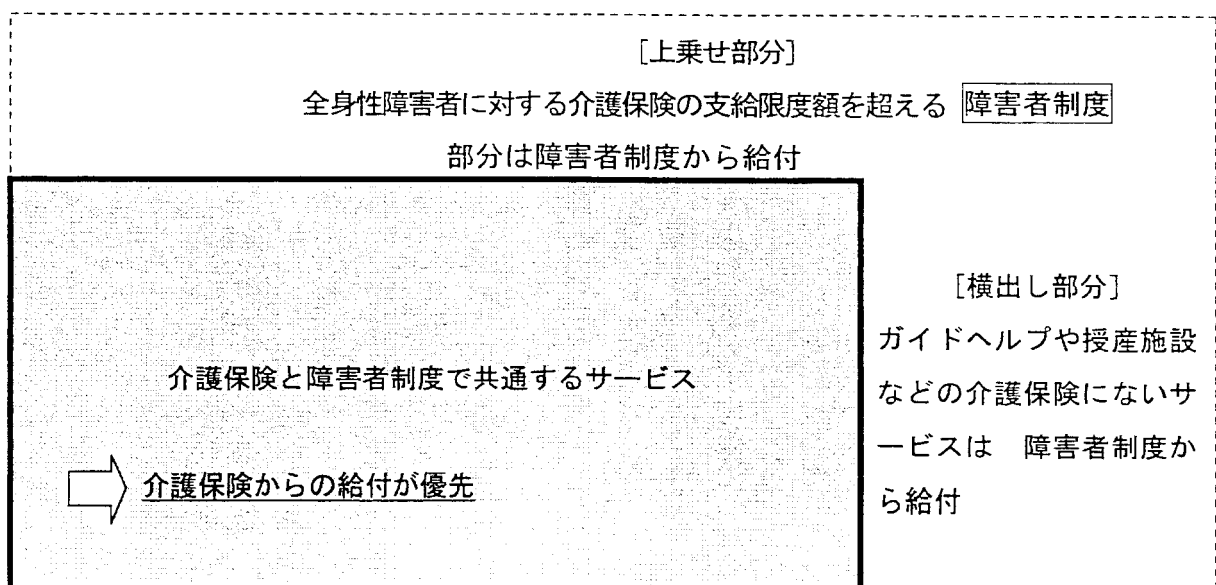 [上乗せ部分]
全身性障害者に対する介護保険の支給限度額を超える 障害者制度
部分は障害者制度から給付
介護保険と障害者制度で共通するサービス
介護保険からの給付が優先
[横出し部分]
ガイドヘルプや授産施設
などの介護保険にないサ
ービスは　障害者制度か
ら給付